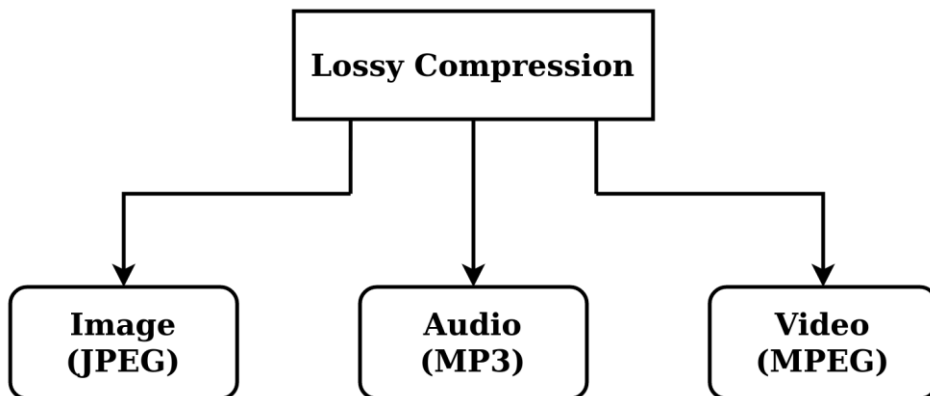 Lossy Compression
Image
(JPEG)
Audio
(MP3)
Video
(MPEG)